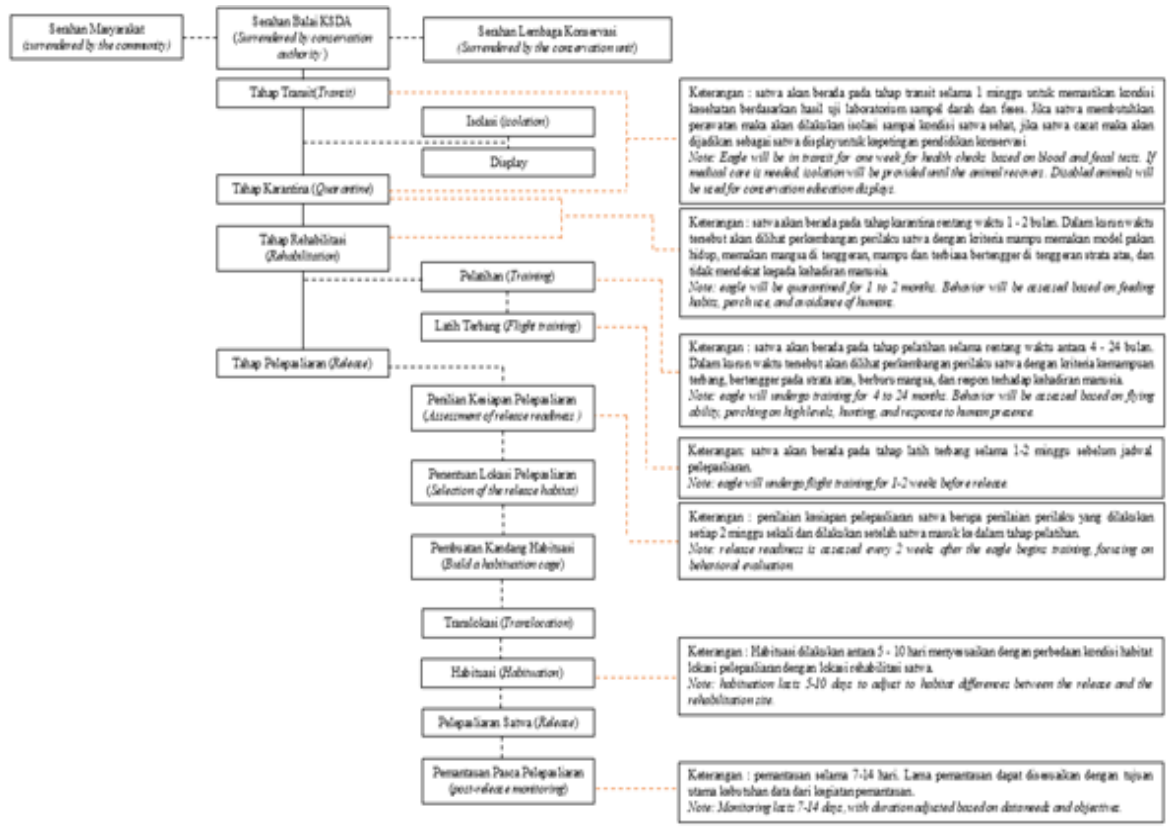 Serahan Masyarakat
(surrendered by the community)
Serahan Balai KSDA
(Surrendered by conservation
authority )
Serahan Lembaga Konservasi
(Surrendered by the conservation unit)
Tahap Transit(Transit)
Isolasi (isolation)
Display
Tahap Karantina (Quarantine)
Tahap Rehabilitasi
(Rehabilitation)
Pelatihan (Training)
Latih Terbang (Flight training)
Tahap Pelepasliaran (Release)
Perilian Kesiapan Pelepasliaran
(Assessment of release readiness )
Penentuan Lokasi Pelepasliaran
(Selection of the release habitat)
Pembuatan Kandang Habituasi
(Build a habituation cage)
Translokasi (Translocation)
Habituasi (Habituation)
Pelepasliaran Satwa (Release)
Pemantasan Pasca Pelepasliaran
(post-release monitoring)
Keterangan : satwa akan berada pada tahap transit selama 1 minggu untuk memastikan kondisi
kesehatan berdasarkan hasil uji laboratorium sampel darah dan feses. Jika satwa membutuhkan
perawatan maka akan dilakukan isolasi sampai kondisi satwa sehat, jika satwa cacat maka akan
dijadikan sebagai satwa display untuk kepetingan pendidikan konservasi
Note: Eagle will be in transit for one week for health checks based on blood and fecal tests. If
medical care is needed, isolation will be provided until the animal recovers. Disabled animals will
be used for conservation education displays.
Keterangan : satwa akan berada pada tahap karantina rentang waktu 1 - 2 bulan. Dalam kurun waktu
tersebut akan dilihat perkembangan perilaku satwa dengan kriteria mampu memakan model pakan
hidup, memakan mangsa di tenggeran, mampu dan terbiasa bertengger di tenggeran strata atas, dan
tidak mendekat kepada kehadiran manusia.
Note: eagle will be quarantined for 1 to 2 months. Behavior will be assessed based on feeding
habits, perch use, and avoidance of humans.
Keterangan : satwa akan berada pada tahap pelatihan selama rentang waktu antara 4 - 24 bulan.
Dalam kurun waktu tersebut akan dilihat perkembangan perilaku satwa dengan kriteria kemampuan
terbang, bertengger pada strata atas, berburu mangsa, dan respon terhadap kehadiran manusia.
Note: eagle will undergo training for 4 to 24 months. Behavior will be assessed based on flying
ability, perching on high levels, hunting, and response to human presence.
Keterangan: satwa akan berada pada tahap latih terbang selama 1-2 minggu sebelum jadwal
pelepasliaran.
Note: eagle will undergo flight training for 1-2 weeks before release.
Keterangan : penilaian kesiapan pelepasliaran satwa berupa penilaian perilaku yang dilakukan
setiap 2 minggu sekali dan dilakukan setelah satwa masuk ke dalam tahap pelatihan.
Note: release readiness is assessed every 2 weeks after the eagle begins training, focusing on
behavioral evaluation
Keterangan : Habituasi dilakukan antara 5 - 10 hari menyesuaikan dengan perbedaan kondisi habitat
lokasi pelepasliaran dengan lokasi rehabilitasi satwa.
Note: habituation lasts 5-10 days to adjust to habitat differences between the release and the
rehabilitation site.
Keterangan : pemantasan selama 7-14 hari. Lama pemantasan dapat disesuaikan dengan tujuan
utama kebutuhan data dari kegiatan pemantasan.
Note: Monitoring lasts 7-14 days, with duration adjusted based on data needs and objectives.